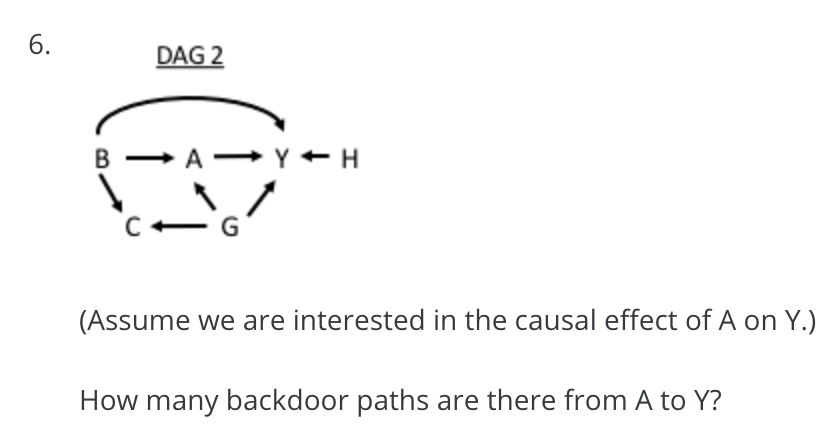 6.
DAG 2
B A Y H
C G
(Assume we are interested in the causal effect of A on Y.)
How many backdoor paths are there from A to Y?